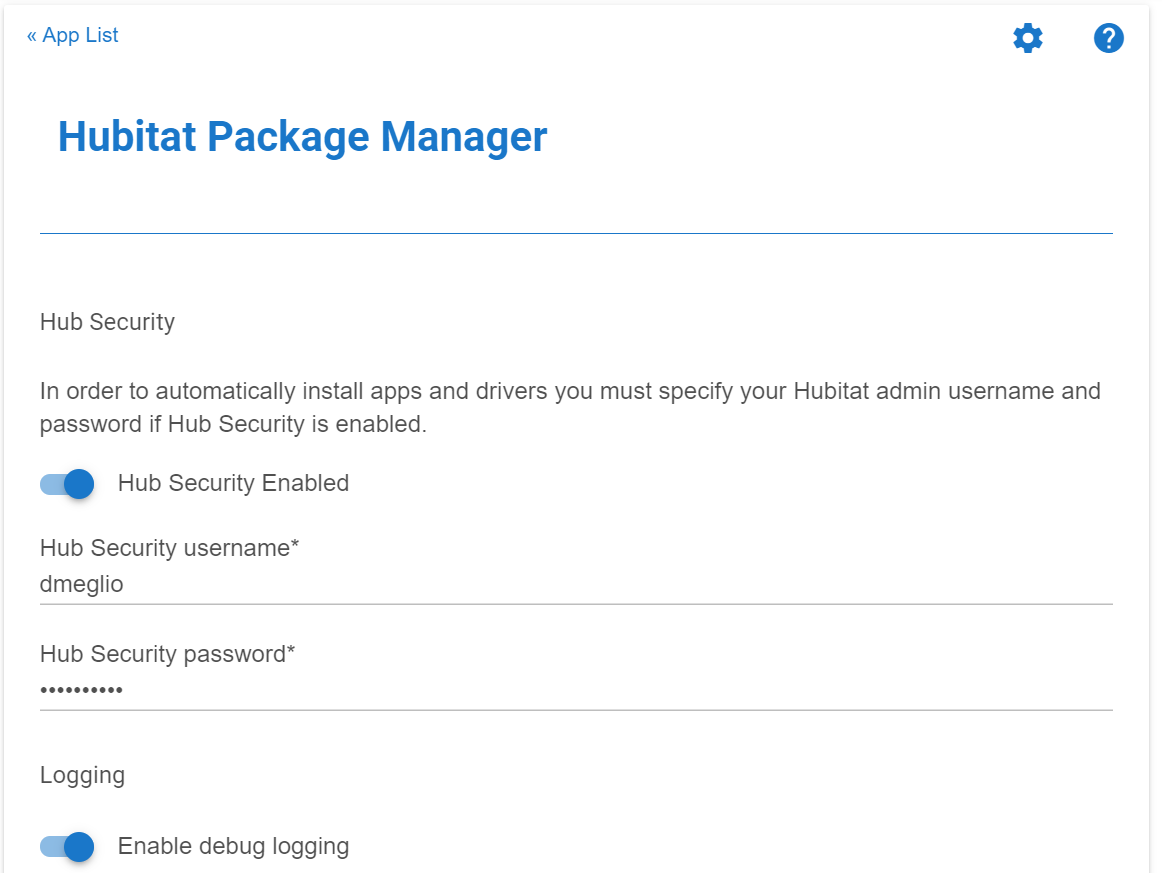 « App List
?
Hubitat Package Manager
Hub Security
In order to automatically install apps and drivers you must specify your Hubitat admin username and
password if Hub Security is enabled.
Hub Security Enabled
Hub Security username*
dmeglio
Hub Security password*
••••••••••
Logging
Enable debug logging